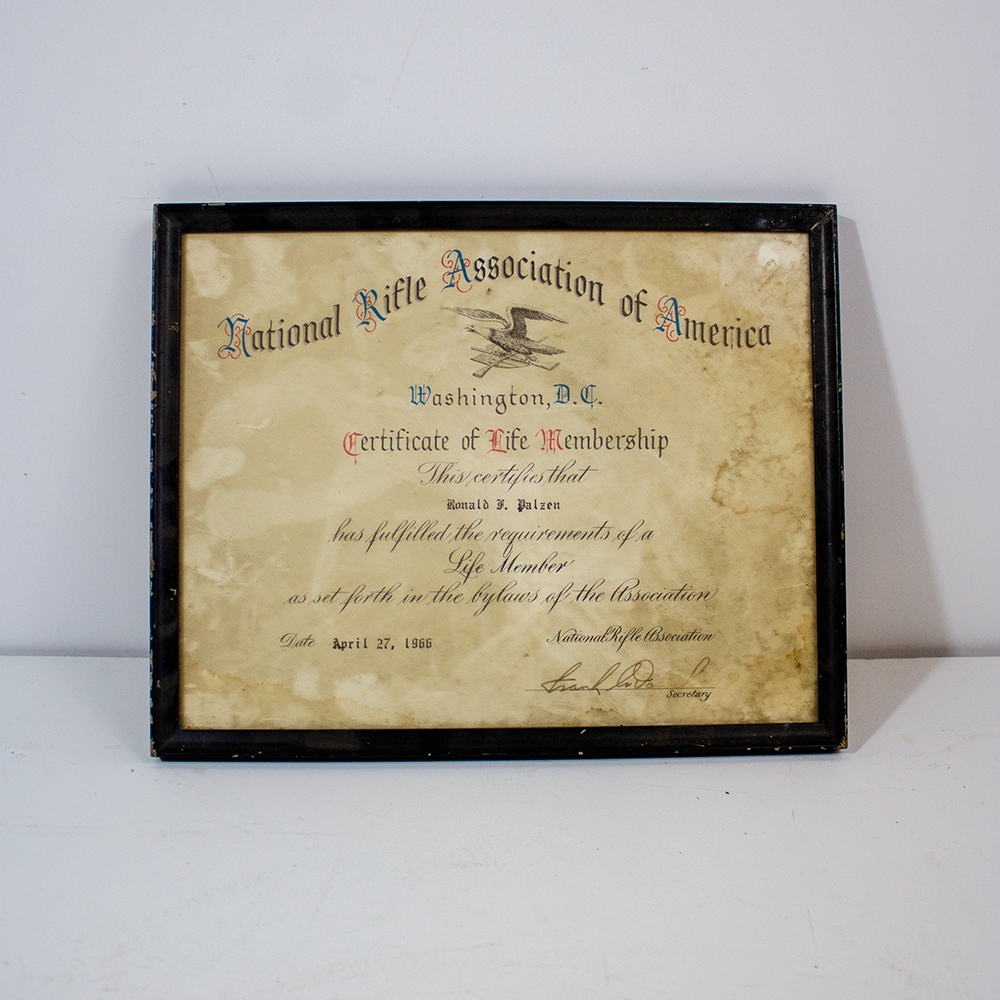 National Rifle Association of America
Washington, D.C.
Certificate of Life Membership
This certifies that
Ronald F. Palzen
has fulfilled the requirements of a
Life Member
as set forth in the bylaws of the Association
Date April 27, 1966
National Rifle Association
Secretary